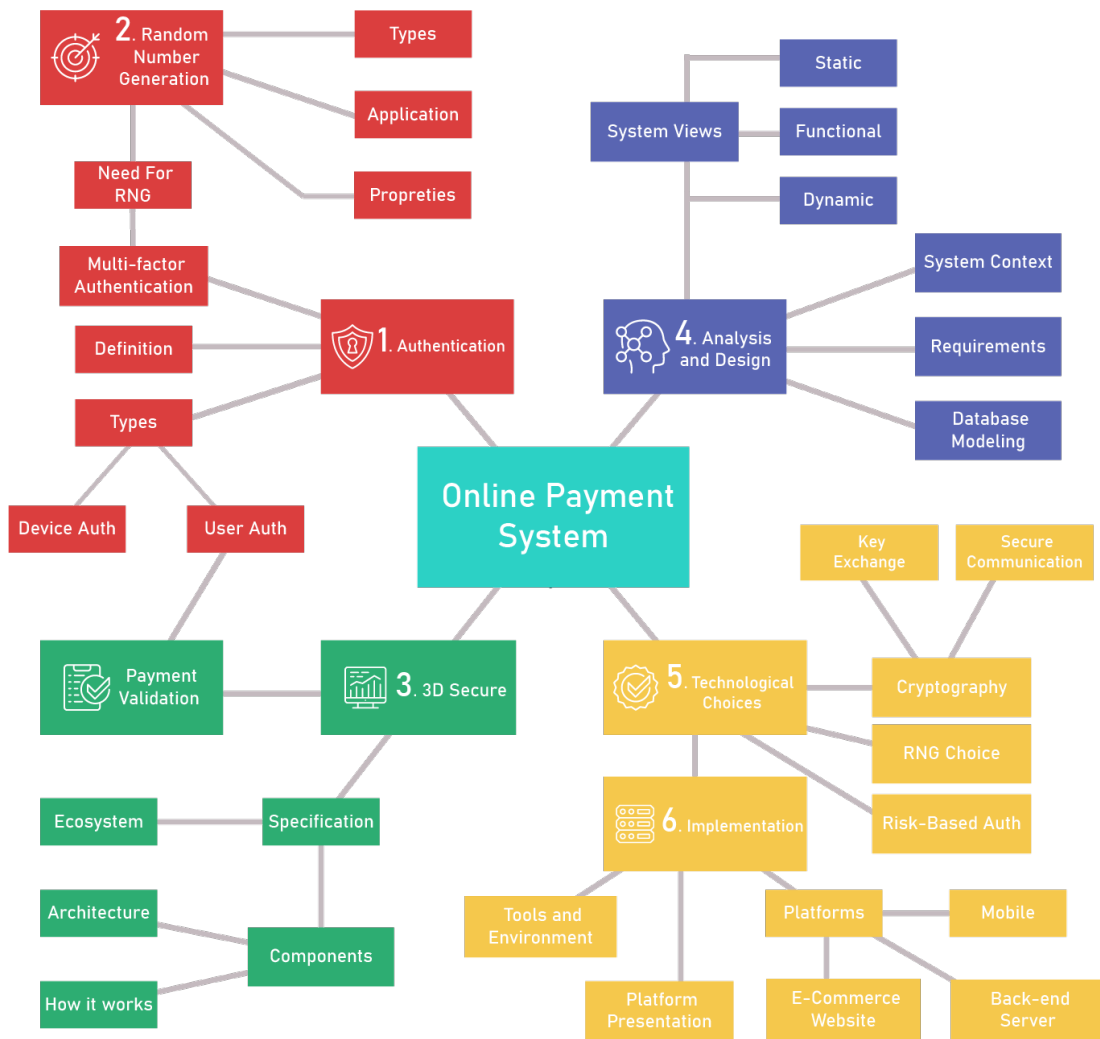 2. Random
Number
Generation
Types
Application
Propreties
Need For
RNG
Multi-factor
Authentication
Definition
1. Authentication
Types
Device Auth
User Auth
System Views
Static
Functional
Dynamic
4. Analysis
and Design
System Context
Requirements
Database
Modeling
Online Payment
System
Payment
Validation
3. 3D Secure
Ecosystem
Specification
Architecture
Components
How it works
Key
Exchange
Secure
Communication
5. Technological
Choices
Cryptography
RNG Choice
Risk-Based Auth
6. Implementation
Tools and
Environment
Platform
Presentation
Platforms
Mobile
E-Commerce
Website
Back-end
Server